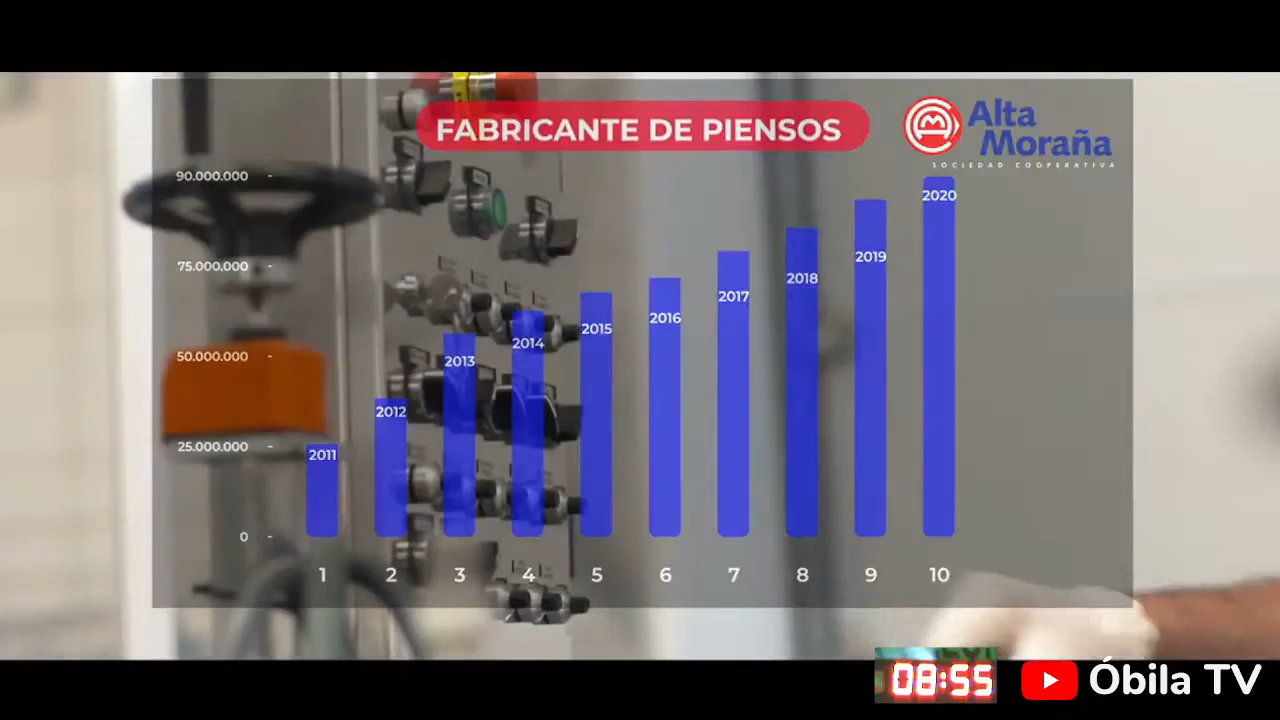 FABRICANTE DE PIENSOS
Alta
Moraña
SOCIEDAD COOPERATIVA
90.000.000 -
75.000.000 -
50.000.000 -
25.000.000 -
0 -
2011
2012
2013
2014
2015
2016
2017
2018
2019
2020
1 2 3 4 5 6 7 8 9 10
08:55
Óbila TV